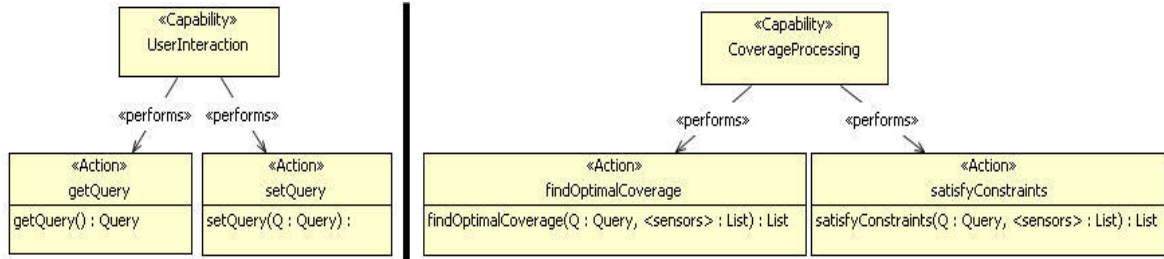 «Capability»
UserInteraction
«performs»
«performs»
«Action»
getQuery
getQuery() : Query
«Action»
setQuery
setQuery(Q : Query) :
«Capability»
CoverageProcessing
«performs»
«performs»
«Action»
findOptimalCoverage
findOptimalCoverage(Q : Query, <sensors> : List) : List
«Action»
satisfyConstraints
satisfyConstraints(Q : Query, <sensors> : List) : List